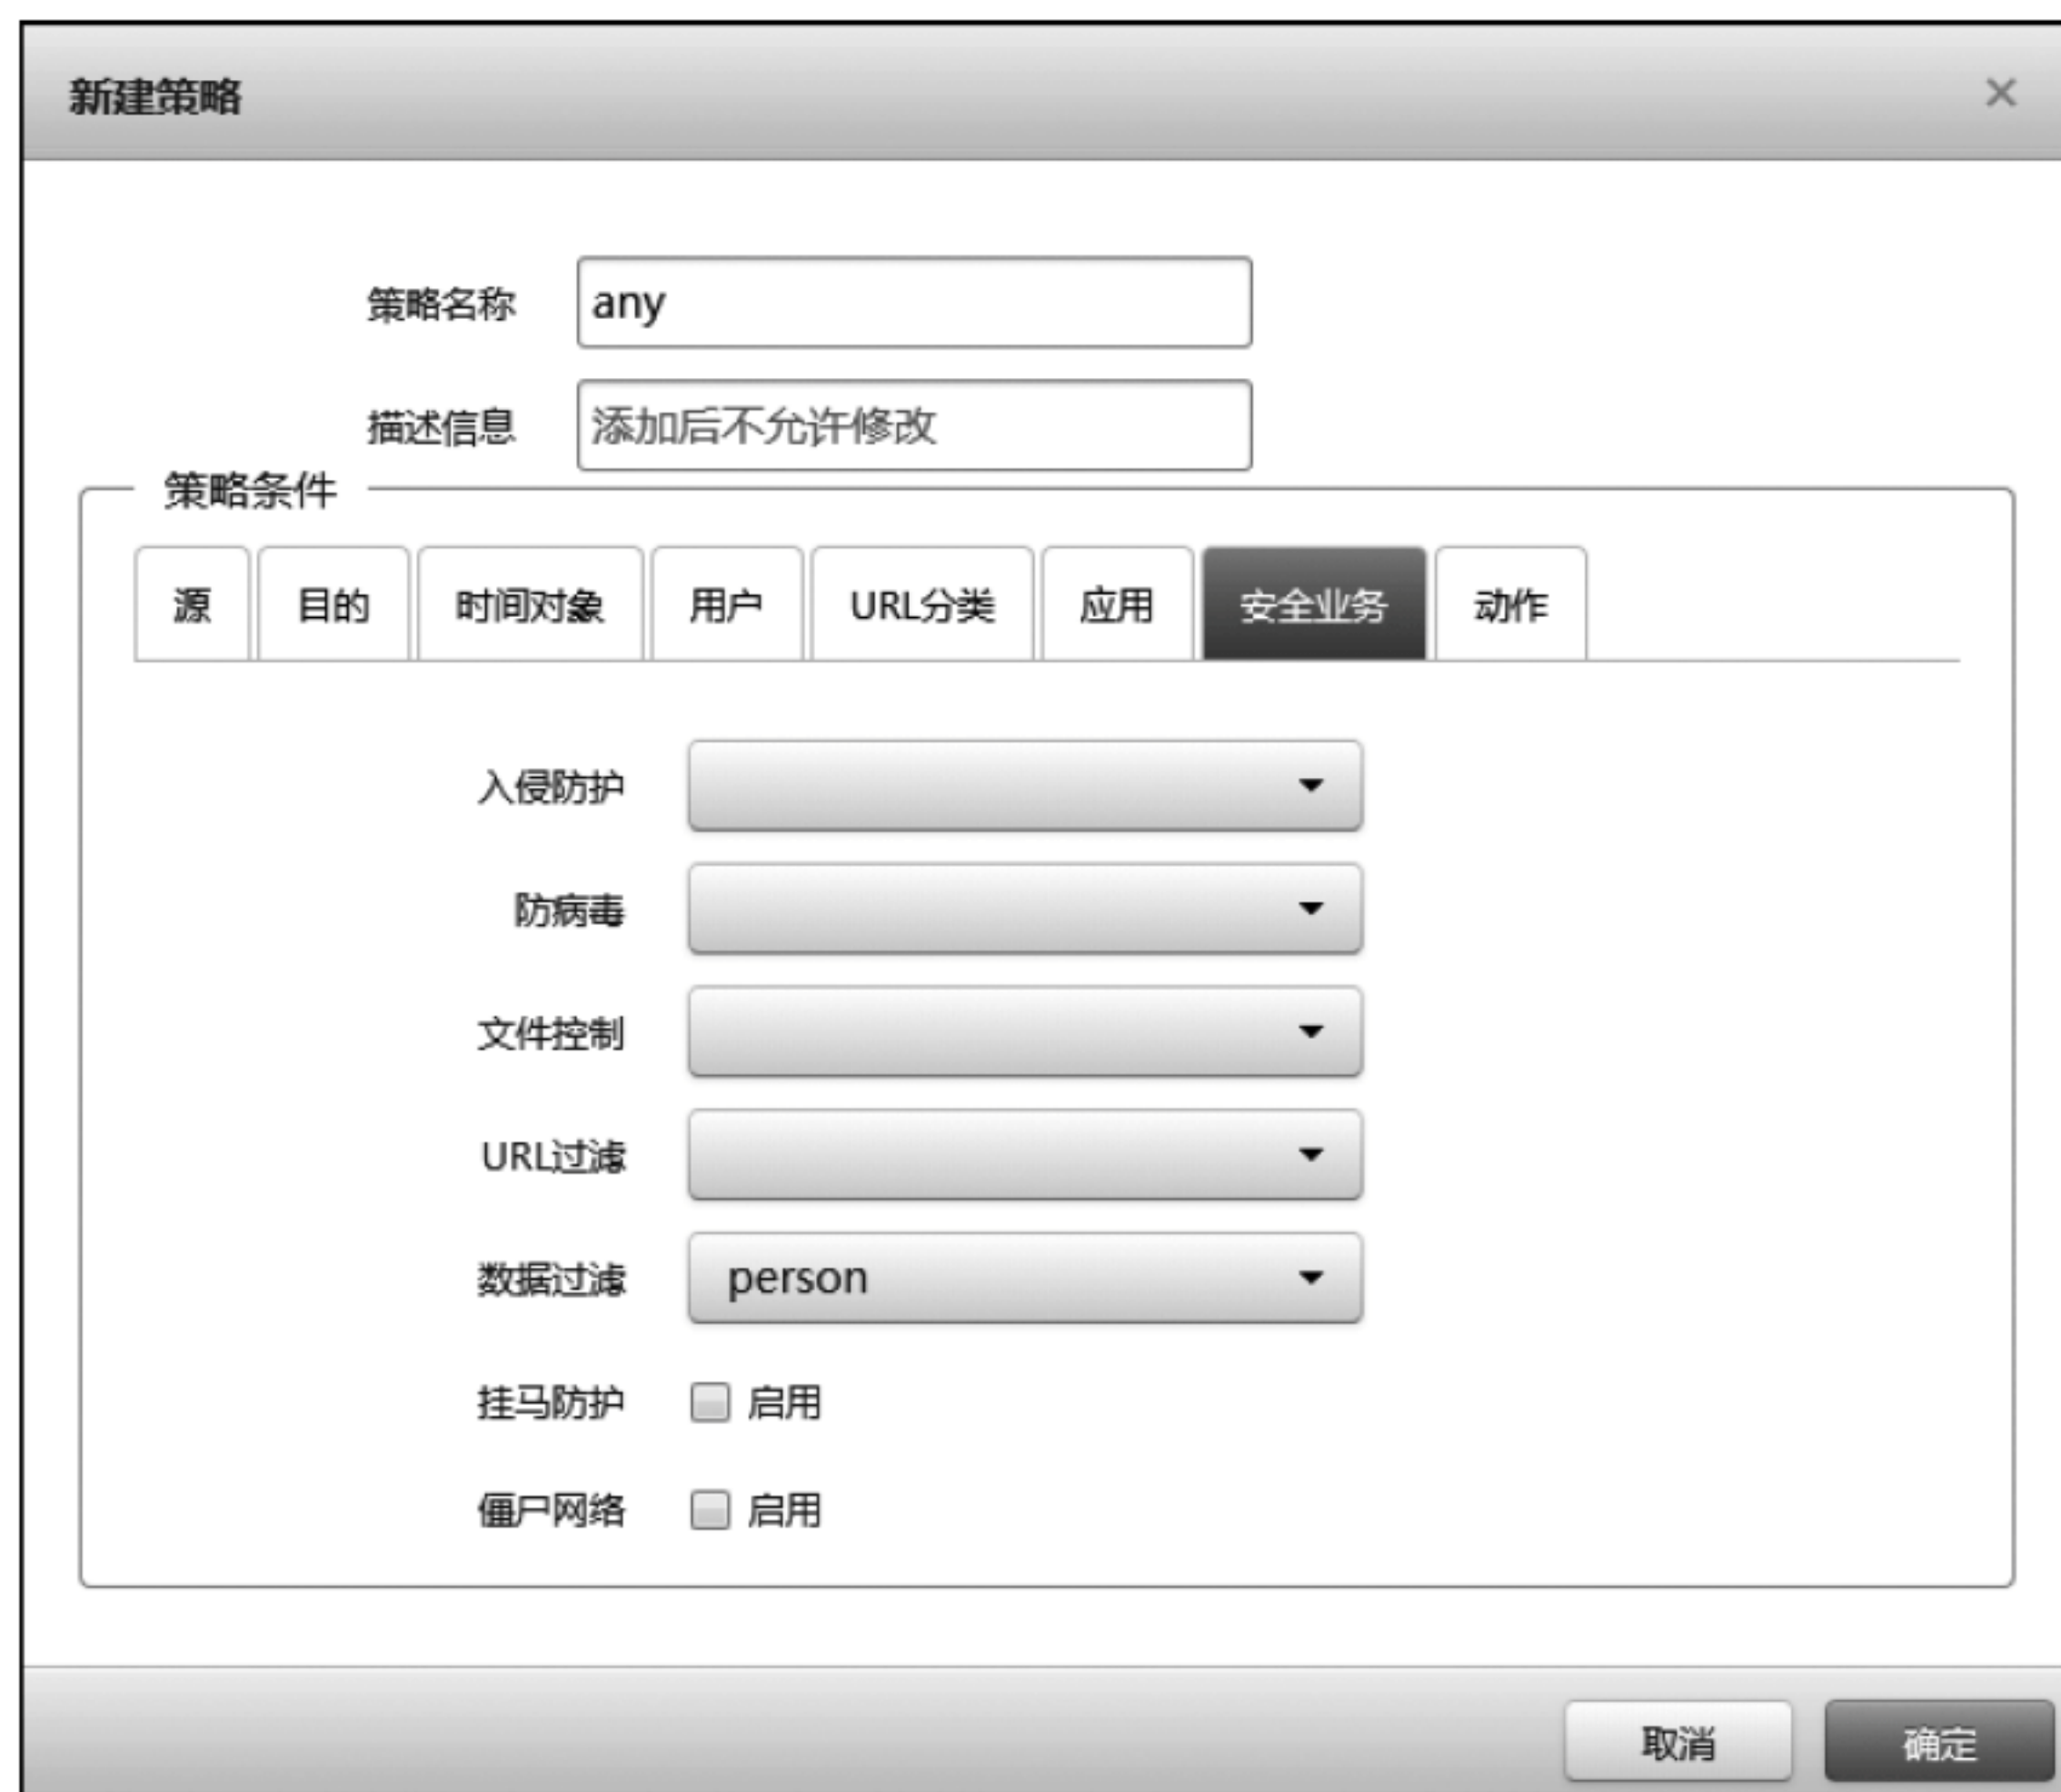 新建策略
策略名称 any
描述信息 添加后不允许修改
策略条件
源 目的 时间对象 用户 URL分类 应用 安全业务 动作
入侵防护
防病毒
文件控制
URL过滤
数据过滤 person
挂马防护 启用
僵尸网络 启用
取消 确定